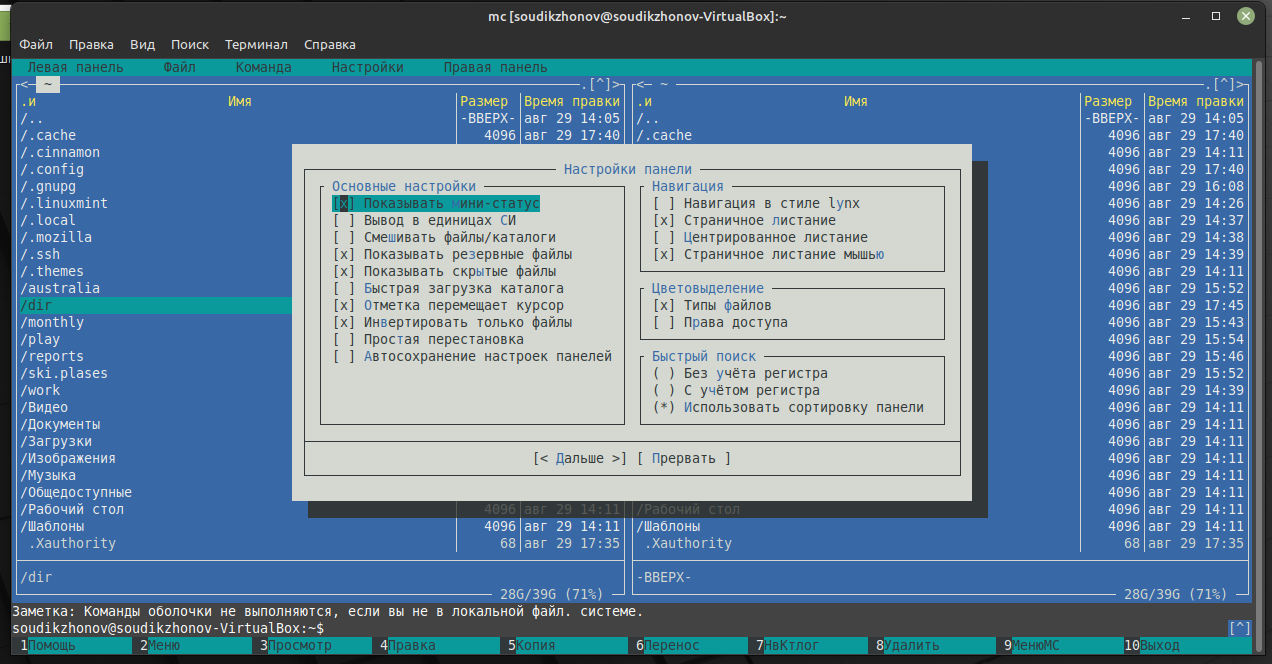 mc [soudikzhonov@soudikzhonov-VirtualBox]:~
Файл Правка Вид Поиск Терминал Справка
Левая панель Файл Команда Настройки Правая панель
<— ~ .[^]> <— ~ .[^]>
.и Имя Размер Время правки .и Имя Размер Время правки
/.. -ВВЕРХ- авг 29 14:05 /.. -ВВЕРХ- авг 29 14:05
/.cache 4096 авг 29 17:40 /.cache 4096 авг 29 17:40
/.cinnamon 4096 авг 29 14:11
/.config Настройки панели 4096 авг 29 17:40
/.gnupg Основные настройки Навигация 4096 авг 29 16:08
/.linuxmint [x] Показывать мини-статус [ ] Навигация в стиле lynx 4096 авг 29 14:26
/.local [ ] Вывод в единицах СИ [x] Страничное листание 4096 авг 29 14:37
/.mozilla [ ] Смешивать файлы/каталоги [ ] Центрированное листание 4096 авг 29 14:38
/.ssh [x] Показывать резервные файлы [x] Страничное листание мышью 4096 авг 29 14:39
/.themes [x] Показывать скрытые файлы 4096 авг 29 14:11
/australia [ ] Быстрая загрузка каталога Цветовыделение 4096 авг 29 15:52
/dir [x] Отметка перемещает курсор [x] Типы файлов 4096 авг 29 17:45
/monthly [x] Инвертировать только файлы [ ] Права доступа 4096 авг 29 15:43
/play [ ] Простая перестановка 4096 авг 29 15:54
/reports [ ] Автосохранение настроек панелей Быстрый поиск 4096 авг 29 15:46
/ski.plases ( ) Без учёта регистра 4096 авг 29 15:52
/work ( ) С учётом регистра 4096 авг 29 14:39
/Видео (*) Использовать сортировку панели 4096 авг 29 14:11
/Документы 4096 авг 29 14:11
/Загрузки 4096 авг 29 14:11
/Изображения [< Дальше >] [ Прервать ] 4096 авг 29 14:11
/Музыка 4096 авг 29 14:11
/Общедоступные 4096 авг 29 14:11
/Рабочий стол 4096 авг 29 14:11 /Рабочий стол 4096 авг 29 14:11
/Шаблоны 4096 авг 29 14:11 /Шаблоны 4096 авг 29 14:11
.Xauthority 68 авг 29 17:35 .Xauthority 68 авг 29 17:35
/dir -ВВЕРХ-
28G/39G (71%) 28G/39G (71%)
Заметка: Команды оболочки не выполняются, если вы не в локальной файл. системе.
soudikzhonov@soudikzhonov-VirtualBox:~$ [^]
1Помощь 2Меню 3Просмотр 4Правка 5Копия 6Перенос 7НвКтлог 8Удалить 9МенюМС 10Выход